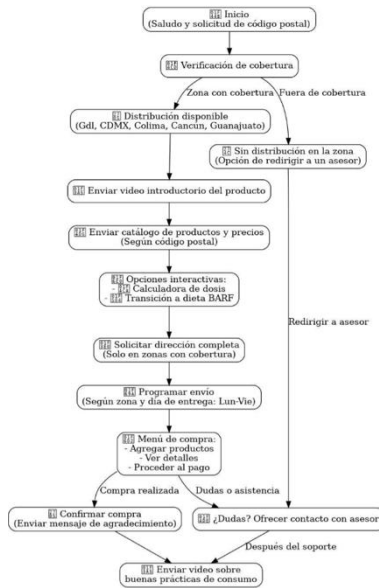 Inicio
(Saludo y solicitud de código postal)
Verificación de cobertura
Zona con cobertura
Fuera de cobertura
Distribución disponible
(Gdl, CDMX, Colima, Cancún, Guanajuato)
Sin distribución en la zona
(Opción de redirigir a un asesor)
Enviar video introductorio del producto
Enviar catálogo de productos y precios
(Según código postal)
Opciones interactivas:
- Calculadora de dosis
- Transición a dieta BARF
Redirigir a asesor
Solicitar dirección completa
(Solo en zonas con cobertura)
Programar envío
(Según zona y día de entrega: Lun-Vie)
Menú de compra:
- Agregar productos
- Ver detalles
- Proceder al pago
Compra realizada
Dudas o asistencia
Confirmar compra
(Enviar mensaje de agradecimiento)
¿Dudas? Ofrecer contacto con asesor
Después del soporte
Enviar video sobre
buenas prácticas de consumo